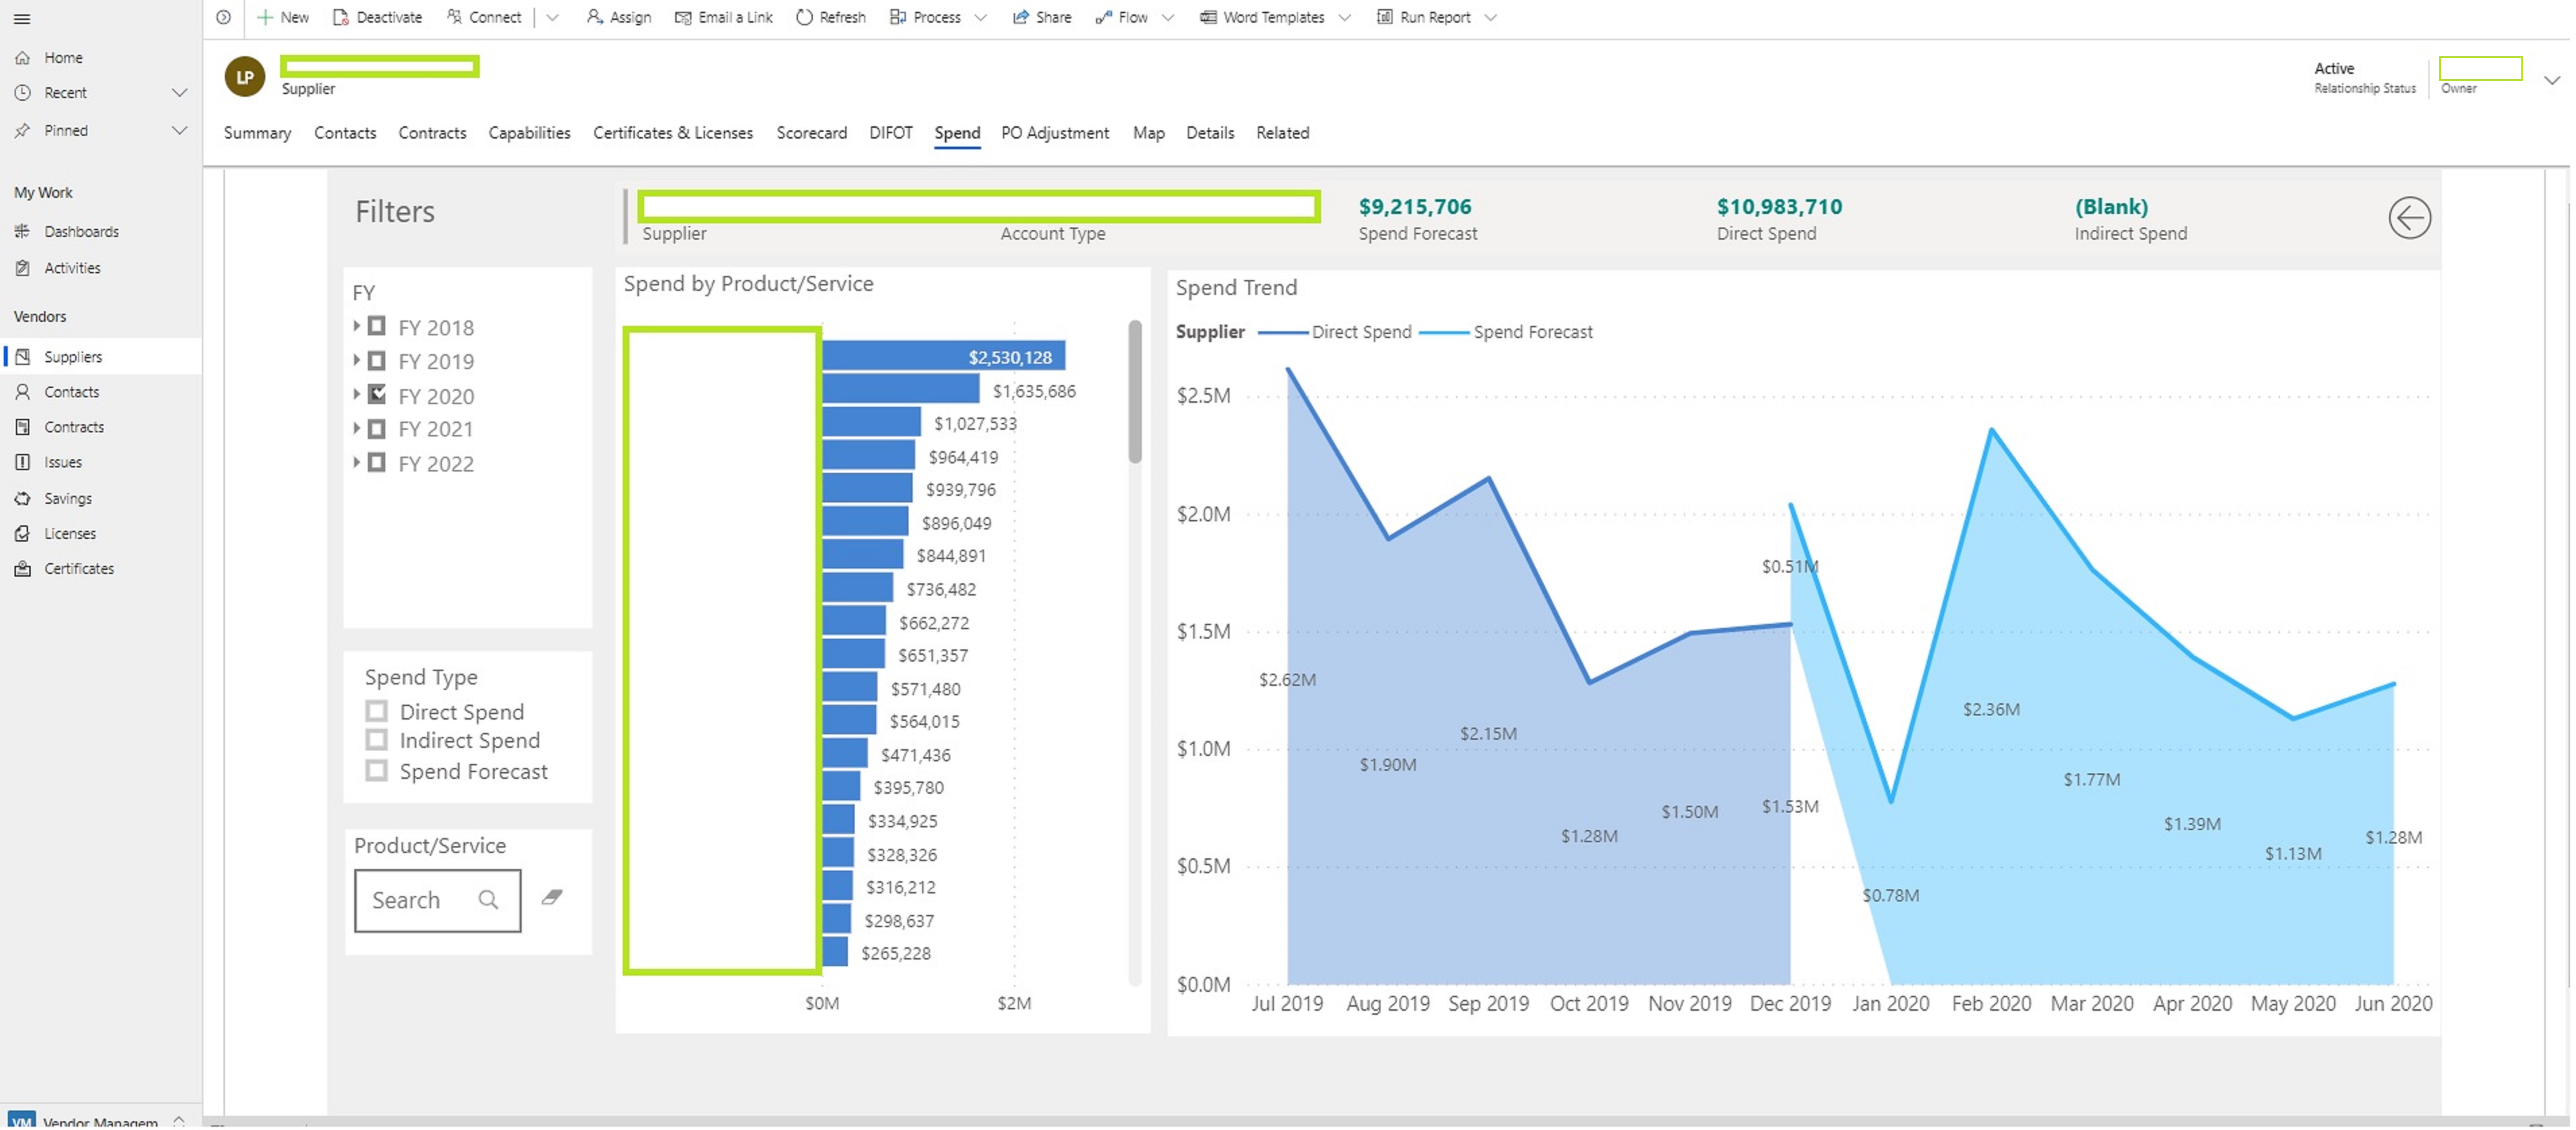 New Deactivate Connect Assign Email a Link Refresh Process Share Flow Word Templates Run Report
Home
Recent
Pinned
My Work
Dashboards
Activities
Vendors
Suppliers
Contacts
Contracts
Issues
Savings
Licenses
Certificates
VM Vendor Managem
LP
Supplier
Active
Relationship Status
Owner
Summary Contacts Contracts Capabilities Certificates & Licenses Scorecard DIFOT Spend PO Adjustment Map Details Related
Filters
Supplier
Account Type
$9,215,706
Spend Forecast
$10,983,710
Direct Spend
(Blank)
Indirect Spend
FY
FY 2018
FY 2019
FY 2020
FY 2021
FY 2022
Spend Type
Direct Spend
Indirect Spend
Spend Forecast
Product/Service
Search
Spend by Product/Service
$2,530,128
$1,635,686
$1,027,533
$964,419
$939,796
$896,049
$844,891
$736,482
$662,272
$651,357
$571,480
$564,015
$471,436
$395,780
$334,925
$328,326
$316,212
$298,637
$265,228
$0M $2M
Spend Trend
Supplier Direct Spend Spend Forecast
$2.5M
$2.0M
$1.5M
$1.0M
$0.5M
$0.0M
$2.62M
$1.90M
$2.15M
$1.28M
$1.50M
$0.51M
$1.53M
$0.78M
$2.36M
$1.77M
$1.39M
$1.13M
$1.28M
Jul 2019 Aug 2019 Sep 2019 Oct 2019 Nov 2019 Dec 2019 Jan 2020 Feb 2020 Mar 2020 Apr 2020 May 2020 Jun 2020